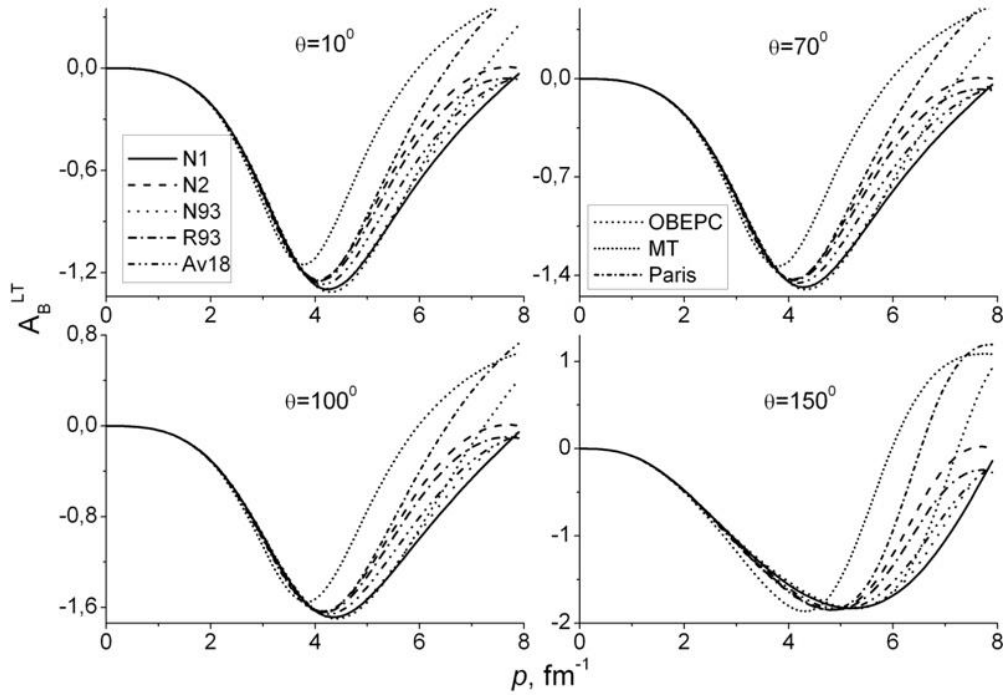 θ=10⁰
0,0
-0,6
-1,2
N1
N2
N93
R93
Av18
0 2 4 6 8
θ=70⁰
0,0
-0,7
-1,4
OBEPC
MT
Paris
0 2 4 6 8
A_B^LT
θ=100⁰
0,8
0,0
-0,8
-1,6
0 2 4 6 8
θ=150⁰
1
0
-1
-2
0 2 4 6 8
p, fm⁻¹